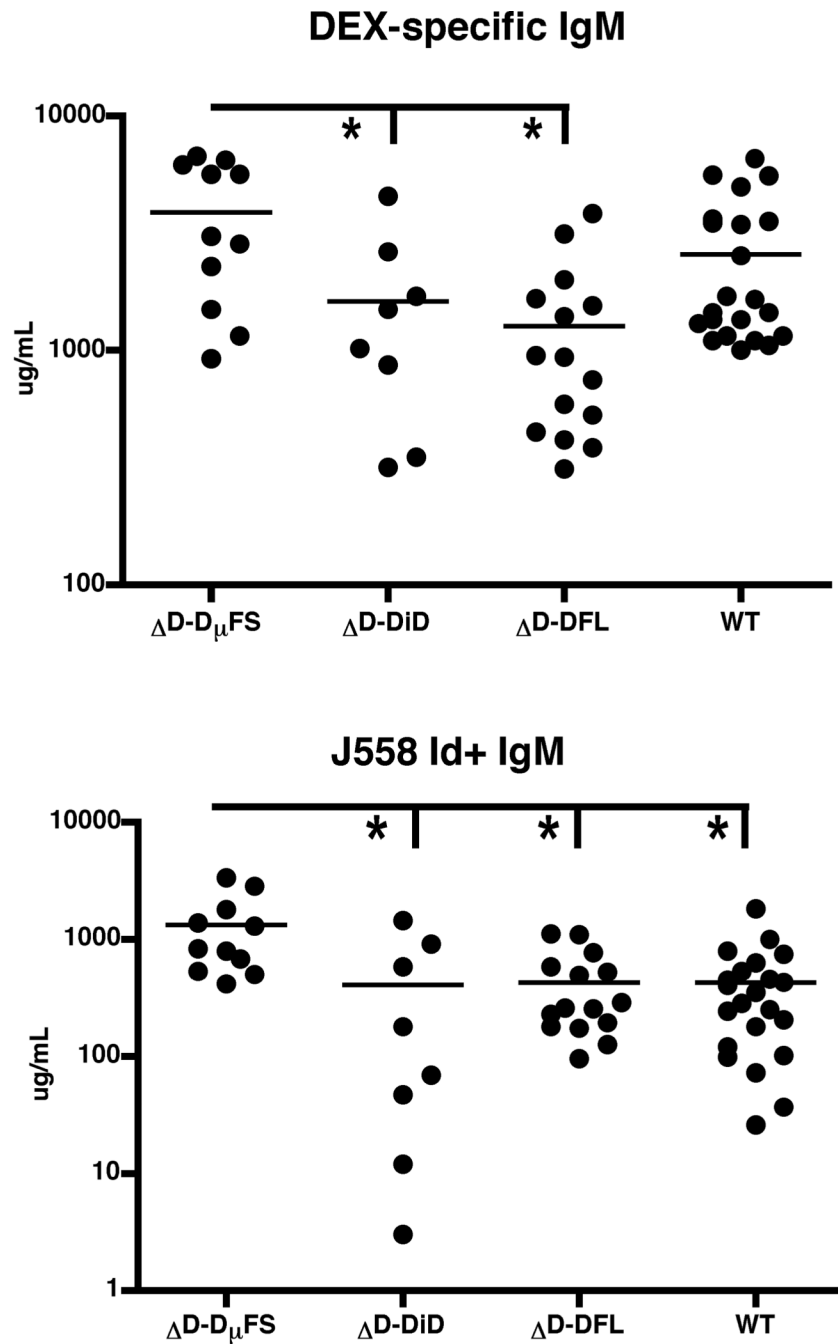 DEX-specific IgM
10000
*
*
1000
ug/mL
100
ΔD-DμFS
ΔD-DiD
ΔD-DFL
WT
J558 Id+ IgM
10000
*
*
*
1000
100
ug/mL
10
1
ΔD-DμFS
ΔD-DiD
ΔD-DFL
WT